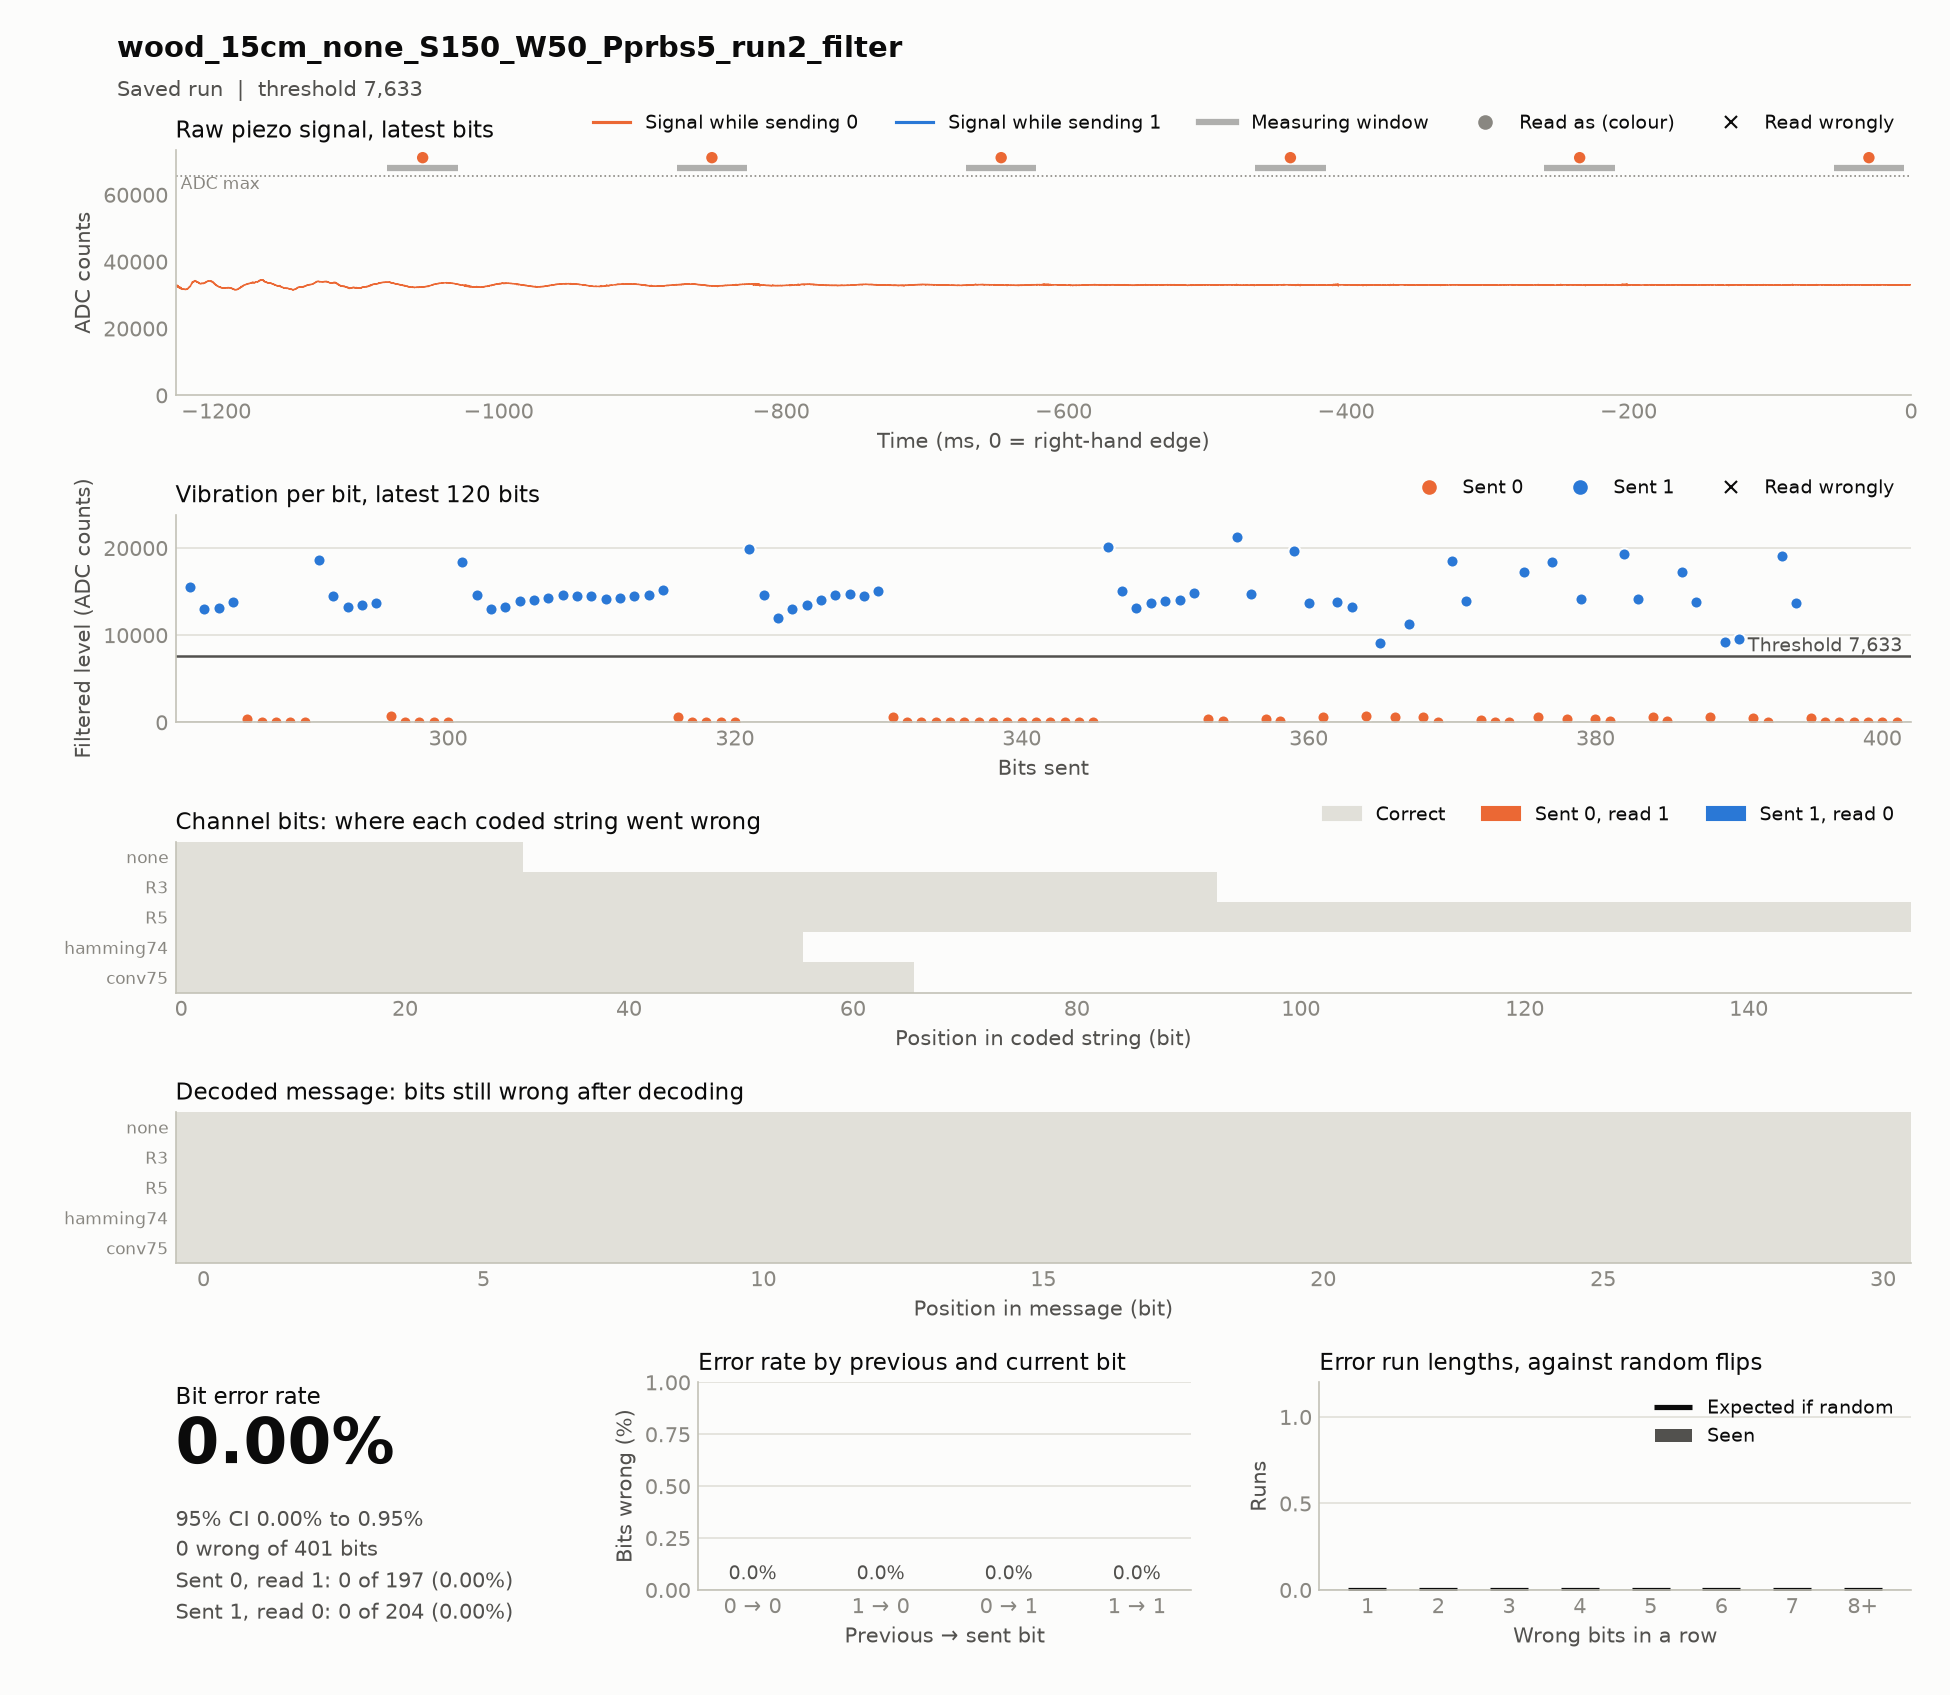 wood_15cm_none_S150_W50_Pprbs5_run2_filter
Saved run | threshold 7,633
Raw piezo signal, latest bits
Signal while sending 0
Signal while sending 1
Measuring window
Read as (colour)
Read wrongly
ADC max
ADC counts
60000
40000
20000
0
−1200 −1000 −800 −600 −400 −200 0
Time (ms, 0 = right-hand edge)
Vibration per bit, latest 120 bits
Sent 0
Sent 1
Read wrongly
Filtered level (ADC counts)
20000
10000
0
Threshold 7,633
300 320 340 360 380 400
Bits sent
Channel bits: where each coded string went wrong
Correct
Sent 0, read 1
Sent 1, read 0
none
R3
R5
hamming74
conv75
0 20 40 60 80 100 120 140
Position in coded string (bit)
Decoded message: bits still wrong after decoding
none
R3
R5
hamming74
conv75
0 5 10 15 20 25 30
Position in message (bit)
Bit error rate
0.00%
95% CI 0.00% to 0.95%
0 wrong of 401 bits
Sent 0, read 1: 0 of 197 (0.00%)
Sent 1, read 0: 0 of 204 (0.00%)
Error rate by previous and current bit
Bits wrong (%)
1.00
0.75
0.50
0.25
0.00
0.0% 0.0% 0.0% 0.0%
0 → 0 1 → 0 0 → 1 1 → 1
Previous → sent bit
Error run lengths, against random flips
Expected if random
Seen
Runs
1.0
0.5
0.0
1 2 3 4 5 6 7 8+
Wrong bits in a row